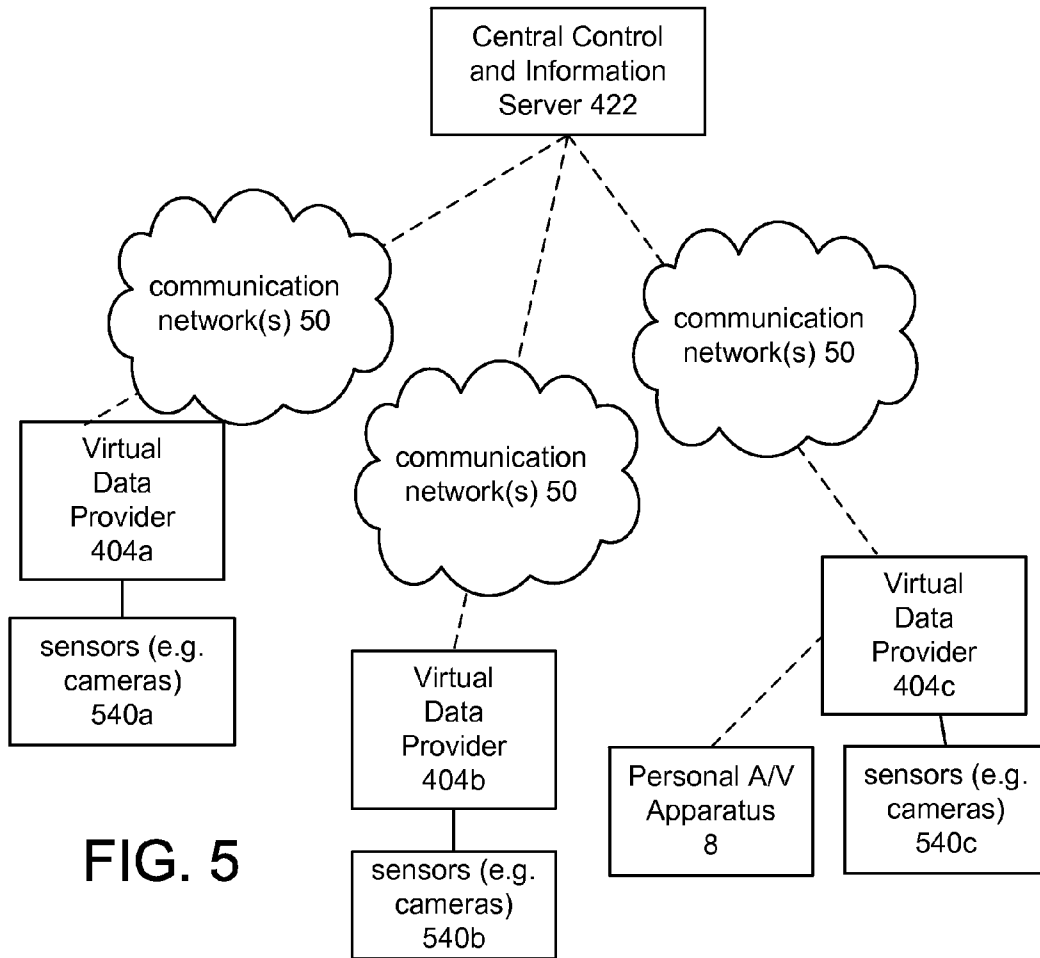 Central Control
and Information
Server 422
communication
network(s) 50
communication
network(s) 50
communication
network(s) 50
Virtual
Data
Provider
404a
sensors (e.g.
cameras)
540a
Virtual
Data
Provider
404b
sensors (e.g.
cameras)
540b
Virtual
Data
Provider
404c
Personal A/V
Apparatus
8
sensors (e.g.
cameras)
540c
FIG. 5